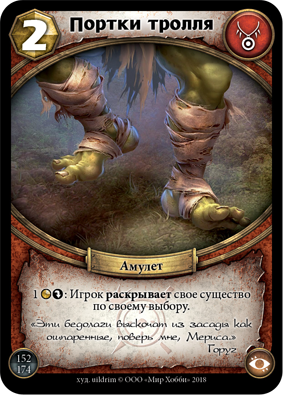 2
Портки тролля
Амулет
1 : Игрок раскрывает свое существо
по своему выбору.
«Эти бедолаги выскочат из засады как
ошпаренные, поверь мне, Мериса.»
Горуг
152
174
худ. uildrim © ООО «Мир Хобби» 2018